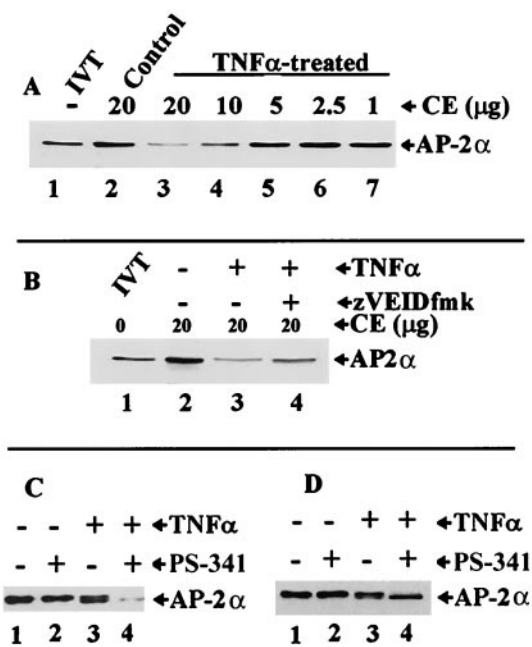 IVT Control TNFα-treated
A
- 20 20 10 5 2.5 1 ←CE (μg)
←AP-2α
1 2 3 4 5 6 7
B IVT - + + ←TNFα
- - + ←zVEIDfmk
0 20 20 20 ←CE (μg)
←AP2α
1 2 3 4
C
- - + + ←TNFα
- + - + ←PS-341
←AP-2α
1 2 3 4
D
- - + + ←TNFα
- + - + ←PS-341
←AP-2α
1 2 3 4